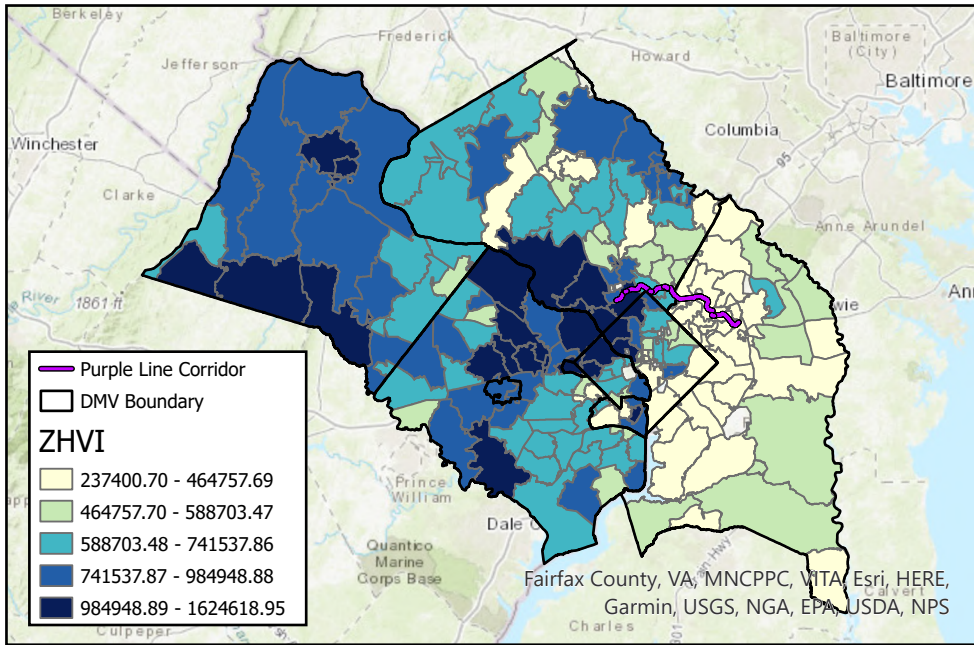 Berkeley
Frederick
Jefferson
Howard
Baltimore
(City)
Baltimore
Columbia
95
Winchester
Clarke
Anne Arundel
1861 ft
wie
Purple Line Corridor
DMV Boundary
ZHVI
237400.70 - 464757.69
464757.70 - 588703.47
588703.48 - 741537.86
741537.87 - 984948.88
984948.89 - 1624618.95
Prince
William
Dale C
Quantico
Marine
Corps Base
Fairfax County, VA, MNCPPC, VITA, Esri, HERE,
Garmin, USGS, NGA, EPA, USDA, NPS
Calvert
Charles
301
Culpeper